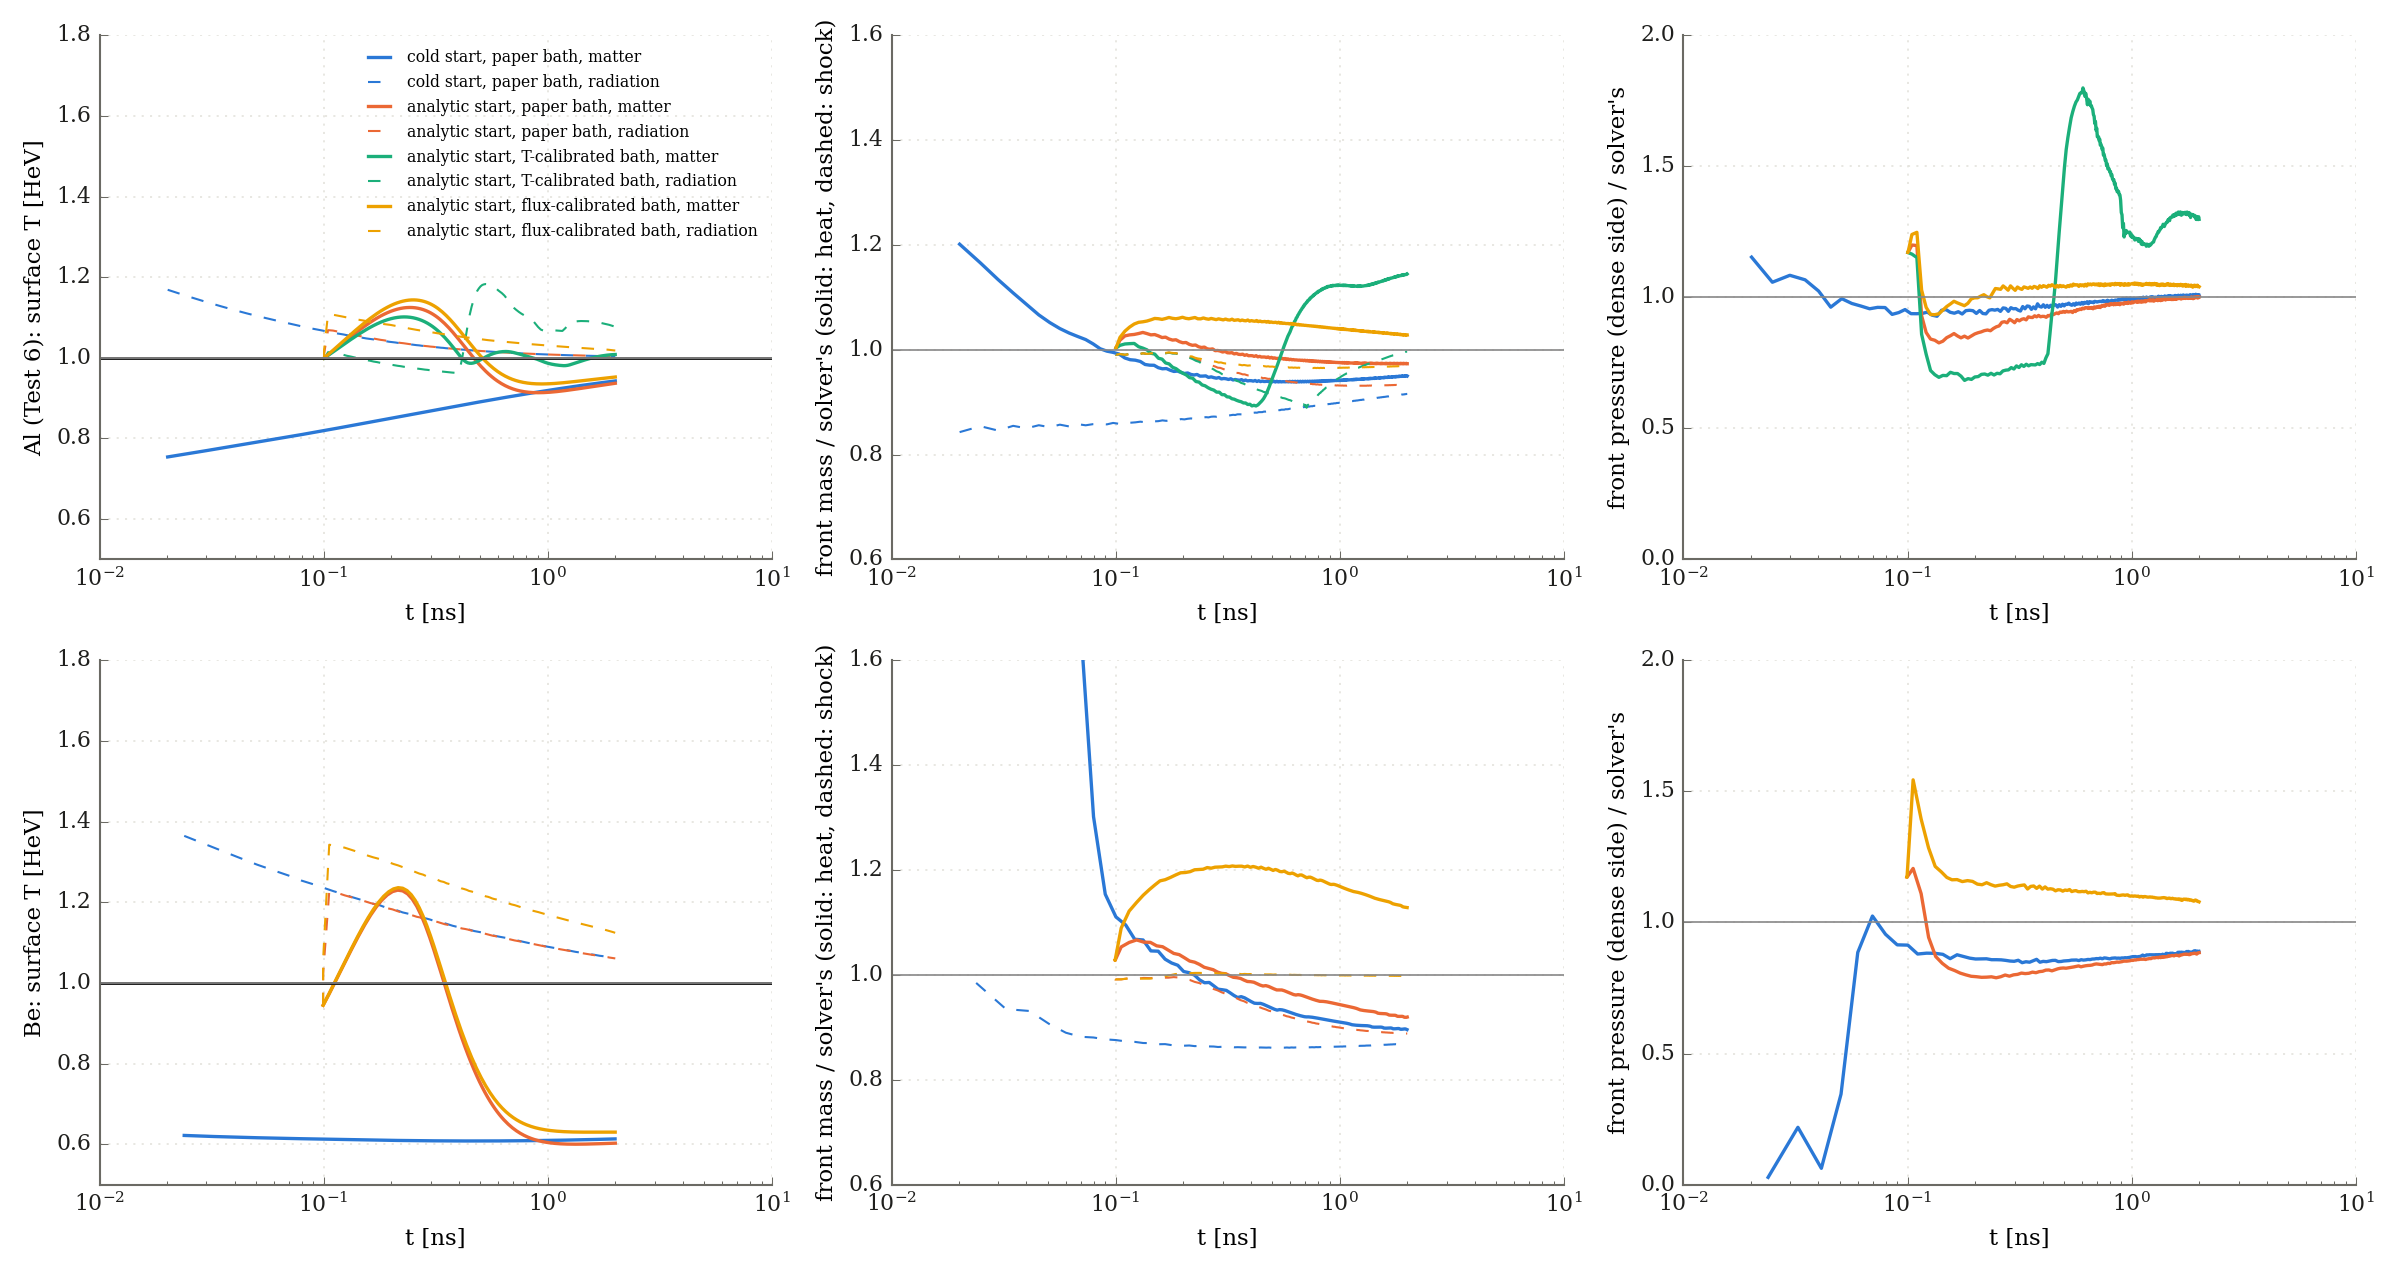 Al (Test 6): surface T [HeV]
1.8
1.6
1.4
1.2
1.0
0.8
0.6
cold start, paper bath, matter
cold start, paper bath, radiation
analytic start, paper bath, matter
analytic start, paper bath, radiation
analytic start, T-calibrated bath, matter
analytic start, T-calibrated bath, radiation
analytic start, flux-calibrated bath, matter
analytic start, flux-calibrated bath, radiation
10⁻² 10⁻¹ 10⁰ 10¹
t [ns]
front mass / solver's (solid: heat, dashed: shock)
1.6
1.4
1.2
1.0
0.8
0.6
10⁻² 10⁻¹ 10⁰ 10¹
t [ns]
front pressure (dense side) / solver's
2.0
1.5
1.0
0.5
0.0
10⁻² 10⁻¹ 10⁰ 10¹
t [ns]
Be: surface T [HeV]
1.8
1.6
1.4
1.2
1.0
0.8
0.6
10⁻² 10⁻¹ 10⁰ 10¹
t [ns]
front mass / solver's (solid: heat, dashed: shock)
1.6
1.4
1.2
1.0
0.8
0.6
10⁻² 10⁻¹ 10⁰ 10¹
t [ns]
front pressure (dense side) / solver's
2.0
1.5
1.0
0.5
0.0
10⁻² 10⁻¹ 10⁰ 10¹
t [ns]